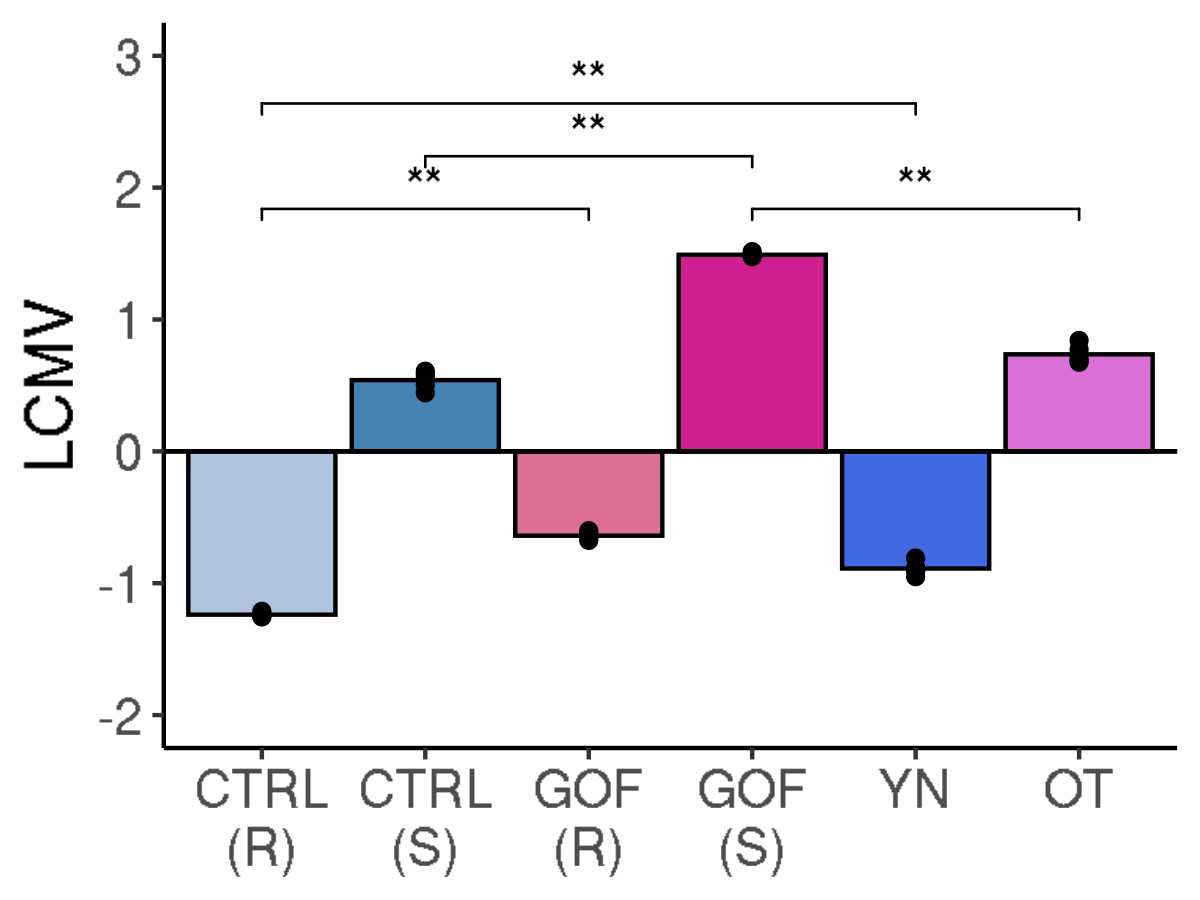 LCMV
3
2
1
0
-1
-2
**
**
**
**
CTRL (R)
CTRL (S)
GOF (R)
GOF (S)
YN
OT